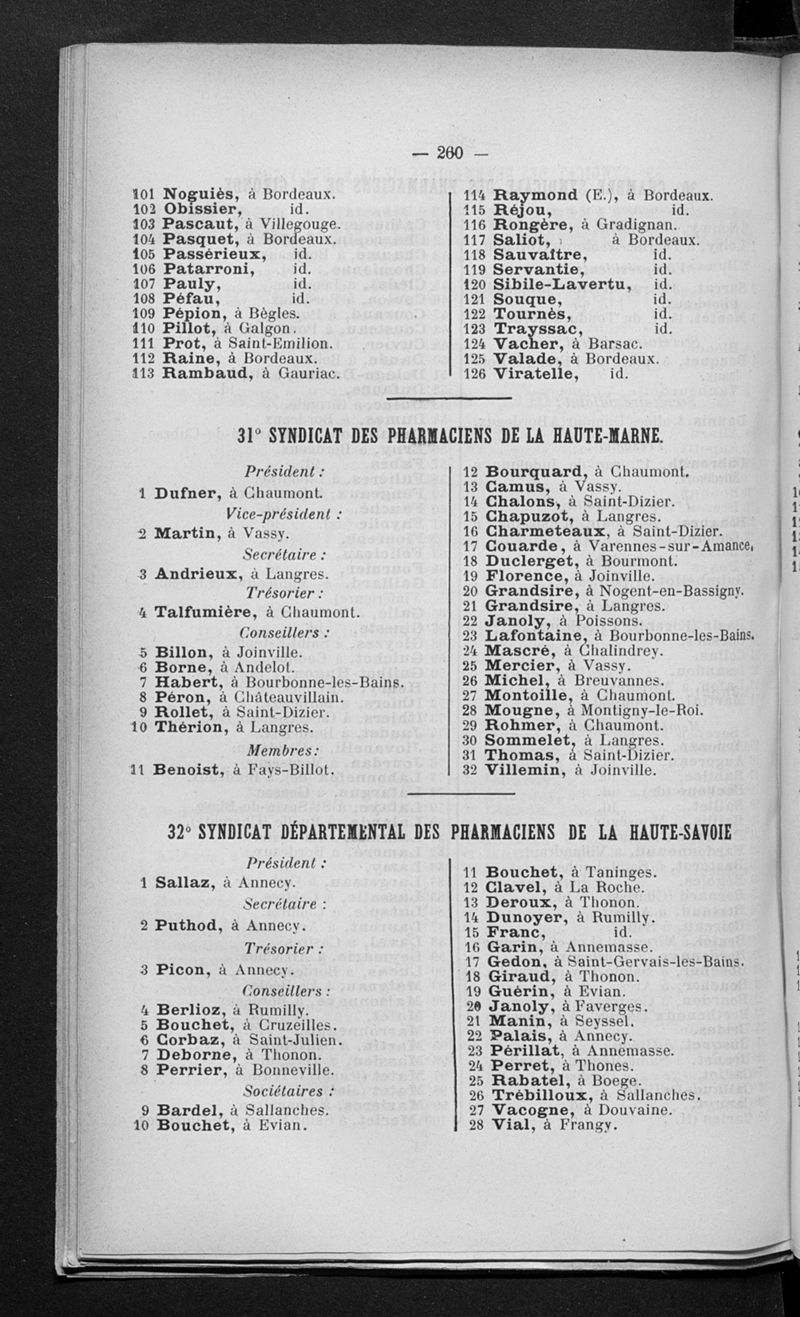 — 260 —
101 Noguiès, à Bordeaux.
102 Obissier, id.
103 Pascaut, à Villegouge.
104 Pasquet, à Bordeaux.
105 Passérieux, id.
106 Patarroni, id.
107 Pauly, id.
108 Péfau, id.
109 Pépion, à Bègles.
110 Pillot, à Galgon.
111 Prot, à Saint-Emilion.
112 Raine, à Bordeaux.
113 Rambaud, à Gauriac.
114 Raymond (E.), à Bordeaux.
115 Réjou, id.
116 Rongère, à Gradignan.
117 Saliot, à Bordeaux.
118 Sauvaître, id.
119 Servantie, id.
120 Sibile-Lavertu, id.
121 Souque, id.
122 Tournès, id.
123 Trayssac, id.
124 Vacher, à Barsac.
125 Valade, à Bordeaux.
126 Viratelle, id.
31° SYNDICAT DES PHARMACIENS DE LA HAUTE-MARNE.
Président :
1 Dufner, à Chaumont.
Vice-président :
2 Martin, à Vassy.
Secrétaire :
3 Andrieux, à Langres.
Trésorier :
4 Talfumière, à Chaumont.
Conseillers :
5 Billon, à Joinville.
6 Borne, à Andelot.
7 Habert, à Bourbonne-les-Bains.
8 Péron, à Châteauvillain.
9 Rollet, à Saint-Dizier.
10 Thérion, à Langres.
Membres :
11 Benoist, à Fays-Billot.
12 Bourquard, à Chaumont.
13 Camus, à Vassy.
14 Chalons, à Saint-Dizier.
15 Chapuzot, à Langres.
16 Charmeteaux, à Saint-Dizier.
17 Couarde, à Varennes-sur-Amance,
18 Duclerget, à Bourmont.
19 Florence, à Joinville.
20 Grandsire, à Nogent-en-Bassigny.
21 Grandsire, à Langres.
22 Janoly, à Poissons.
23 Lafontaine, à Bourbonne-les-Bains.
24 Mascré, à Chalindrey.
25 Mercier, à Vassy.
26 Michel, à Breuvannes.
27 Montoille, à Chaumont.
28 Mougne, à Montigny-le-Roi.
29 Rohmer, à Chaumont.
30 Sommelet, à Langres.
31 Thomas, à Saint-Dizier.
32 Villemin, à Joinville.
32° SYNDICAT DÉPARTEMENTAL DES PHARMACIENS DE LA HAUTE-SAVOIE
Président :
1 Sallaz, à Annecy.
Secrétaire :
2 Puthod, à Annecy.
Trésorier :
3 Picon, à Annecy.
Conseillers :
4 Berlioz, à Rumilly.
5 Bouchet, à Cruzeilles.
6 Corbaz, à Saint-Julien.
7 Deborne, à Thonon.
8 Perrier, à Bonneville.
Sociétaires :
9 Bardel, à Sallanches.
10 Bouchet, à Evian.
11 Bouchet, à Taninges.
12 Clavel, à La Roche.
13 Deroux, à Thonon.
14 Dunoyer, à Rumilly.
15 Franc, id.
16 Garin, à Annemasse.
17 Gedon, à Saint-Gervais-les-Bains.
18 Giraud, à Thonon.
19 Guérin, à Evian.
20 Janoly, à Faverges.
21 Manin, à Seyssel.
22 Palais, à Annecy.
23 Périllat, à Annemasse.
24 Perret, à Thones.
25 Rabatel, à Boege.
26 Trébilloux, à Sallanches.
27 Vacogne, à Douvaine.
28 Vial, à Frangy.